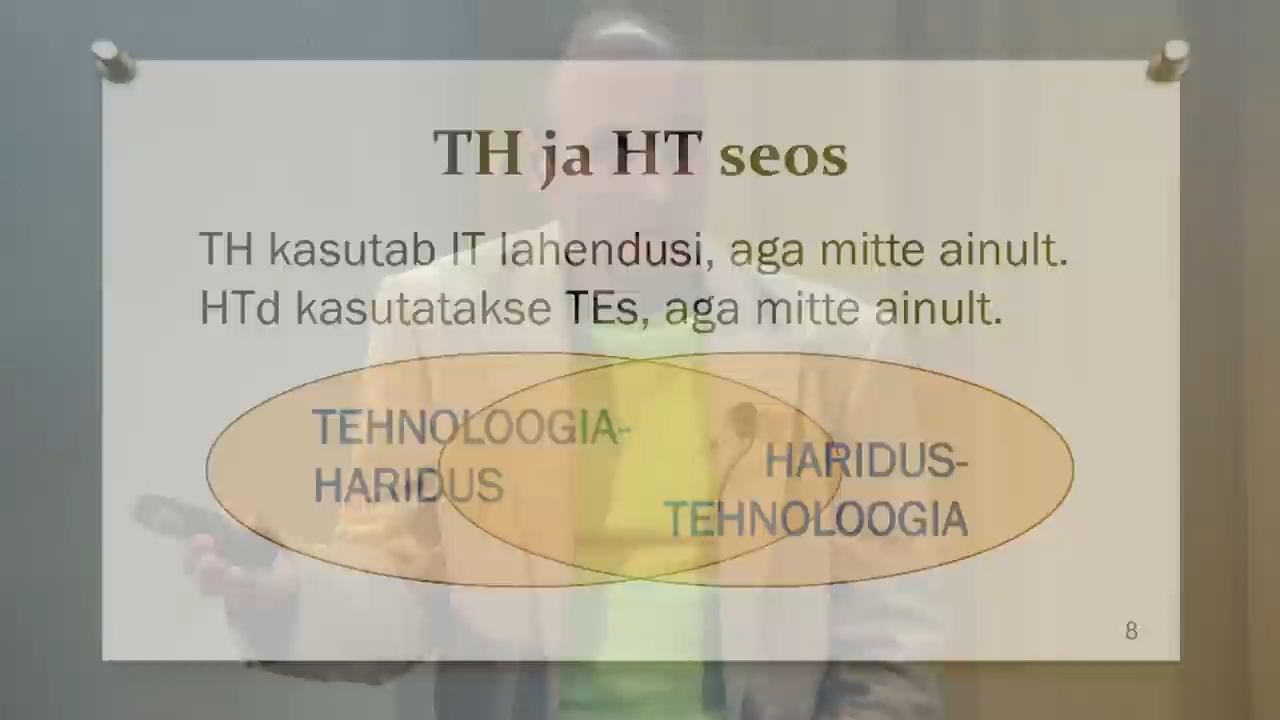 TH ja HT seos
TH kasutab IT lahendusi, aga mitte ainult.
HTd kasutatakse TEs, aga mitte ainult.
TEHNOLOOGIA-
HARIDUS
HARIDUS-
TEHNOLOOGIA
8